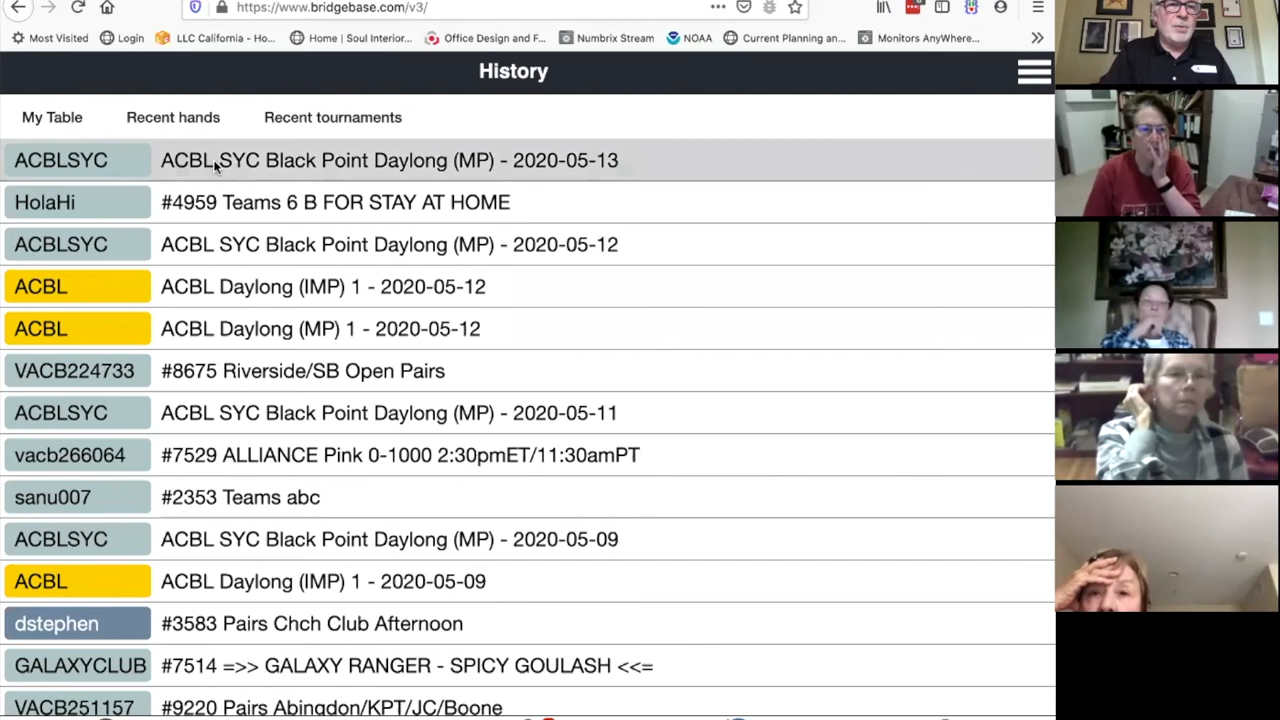 https://www.bridgebase.com/v3/
Most Visited Login LLC California - Ho... Home | Soul Interior... Office Design and F... Numbrix Stream NOAA Current Planning an... Monitors AnyWhere...
History
My Table Recent hands Recent tournaments
ACBLSYC ACBL SYC Black Point Daylong (MP) - 2020-05-13
HolaHi #4959 Teams 6 B FOR STAY AT HOME
ACBLSYC ACBL SYC Black Point Daylong (MP) - 2020-05-12
ACBL ACBL Daylong (IMP) 1 - 2020-05-12
ACBL ACBL Daylong (MP) 1 - 2020-05-12
VACB224733 #8675 Riverside/SB Open Pairs
ACBLSYC ACBL SYC Black Point Daylong (MP) - 2020-05-11
vacb266064 #7529 ALLIANCE Pink 0-1000 2:30pmET/11:30amPT
sanu007 #2353 Teams abc
ACBLSYC ACBL SYC Black Point Daylong (MP) - 2020-05-09
ACBL ACBL Daylong (IMP) 1 - 2020-05-09
dstephen #3583 Pairs Chch Club Afternoon
GALAXYCLUB #7514 =>> GALAXY RANGER - SPICY GOULASH <<=
VACB251157 #9220 Pairs Abingdon/KPT/JC/Boone